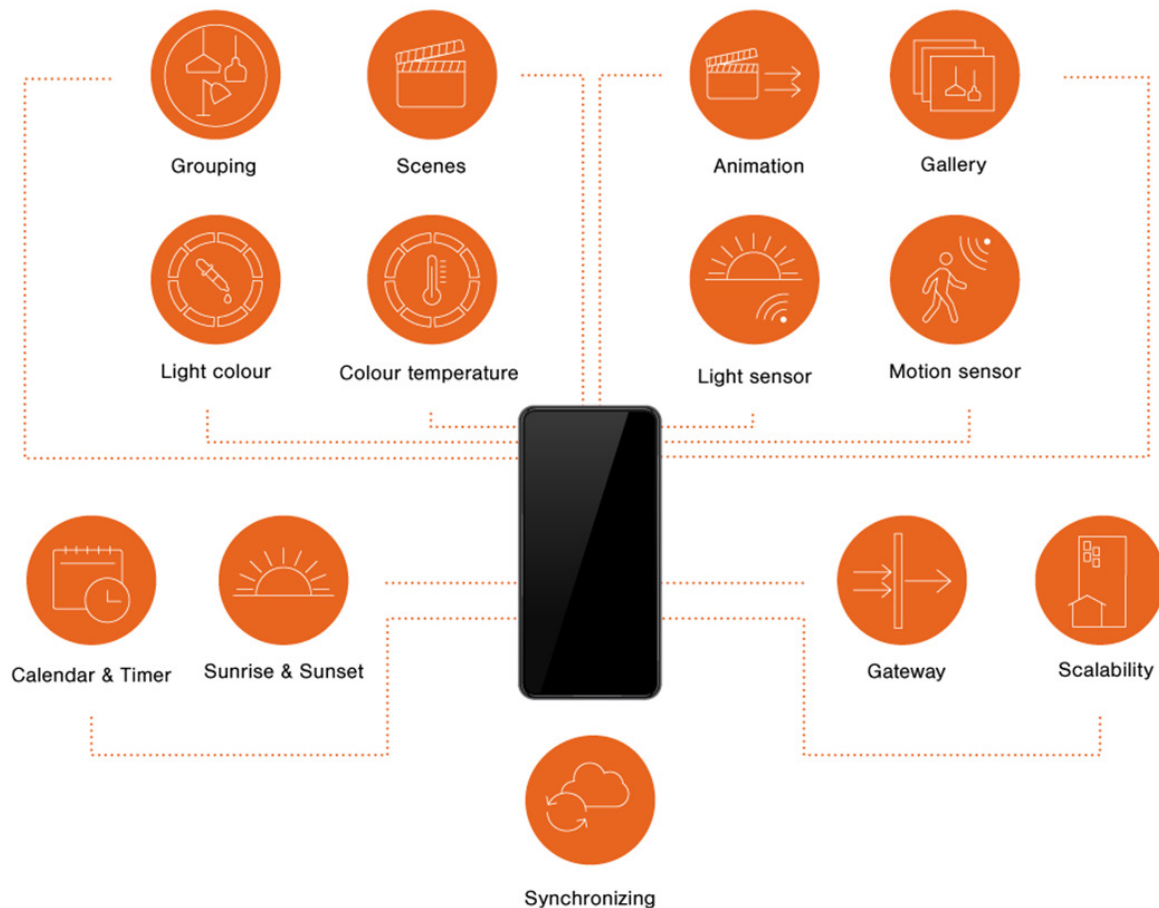 Grouping
Scenes
Animation
Gallery
Light colour
Colour temperature
Light sensor
Motion sensor
Calendar & Timer
Sunrise & Sunset
Gateway
Scalability
Synchronizing